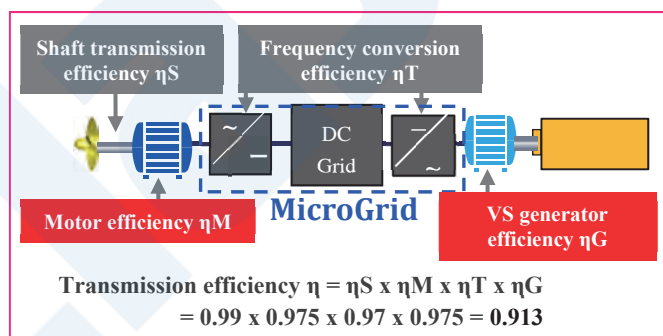 Shaft transmission
efficiency ηS
Frequency conversion
efficiency ηT
~
–
DC
Grid
–
~
Motor efficiency ηM
MicroGrid
VS generator
efficiency ηG
Transmission efficiency η = ηS x ηM x ηT x ηG
= 0.99 x 0.975 x 0.97 x 0.975 = 0.913